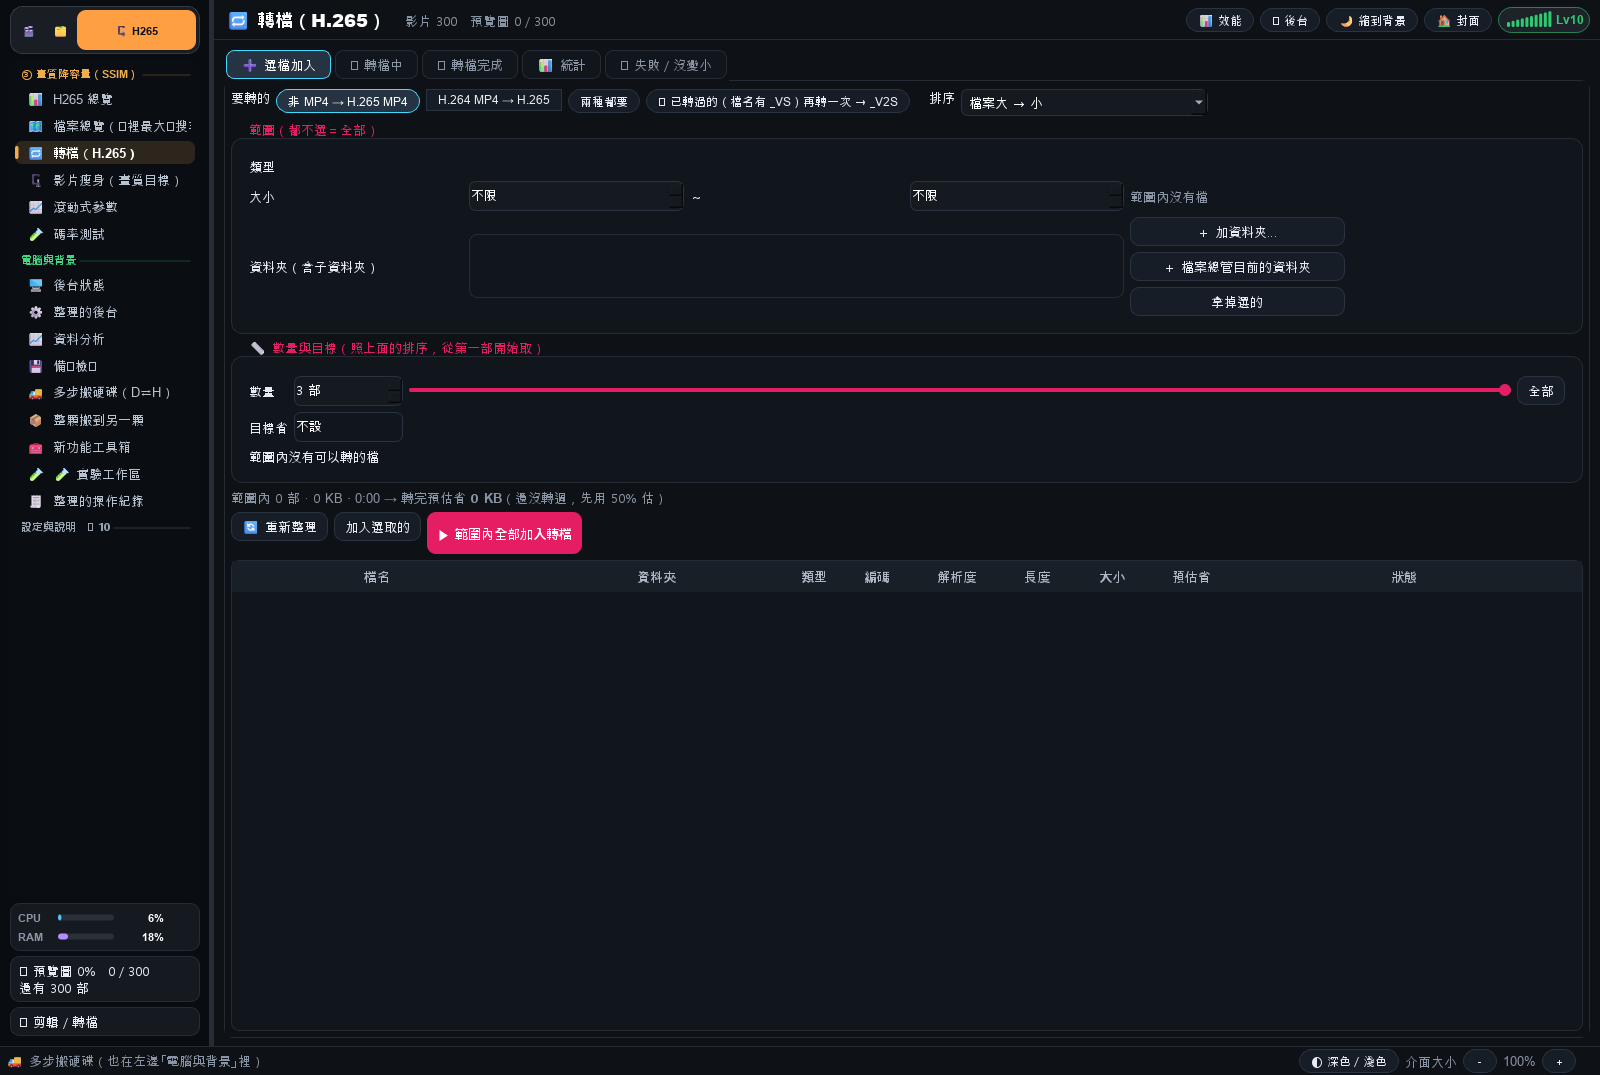 H265
轉檔（H.265）
影片 300　預覽圖 0 / 300
效能
後台
縮到背景
封面
Lv10
③ 畫質降容量（SSIM）
H265 總覽
檔案總覽（
裡最大
搜
轉檔（H.265）
影片瘦身（畫質目標）
滾動式參數
碼率測試
電腦與背景
後台狀態
整理的後台
資料分析
備
檢
多步搬硬碟（D⇌H）
整顆搬到另一顆
新功能工具箱
實驗工作區
整理的操作紀錄
設定與說明
10
選檔加入
轉檔中
轉檔完成
統計
失敗 / 沒變小
要轉的
非 MP4 → H.265 MP4
H.264 MP4 → H.265
兩種都要
已轉過的（檔名有 _VS）再轉一次 → _V2S
排序
檔案大 → 小
範圍（都不選 = 全部）
類型
大小
不限
~
不限
範圍內沒有檔
資料夾（含子資料夾）
+ 加資料夾...
+ 檔案總管目前的資料夾
拿掉選的
數量與目標（照上面的排序，從第一部開始取）
數量
3 部
全部
目標省
不設
範圍內沒有可以轉的檔
範圍內 0 部 · 0 KB · 0:00 → 轉完預估省 0 KB（還沒轉過，先用 50% 估）
重新整理
加入選取的
▶ 範圍內全部加入轉檔
檔名
資料夾
類型
編碼
解析度
長度
大小
預估省
狀態
CPU
6%
RAM
18%
預覽圖 0%　0 / 300
還有 300 部
剪輯 / 轉檔
多步搬硬碟（也在左邊「電腦與背景」裡）
深色 / 淺色
介面大小
-
100%
+